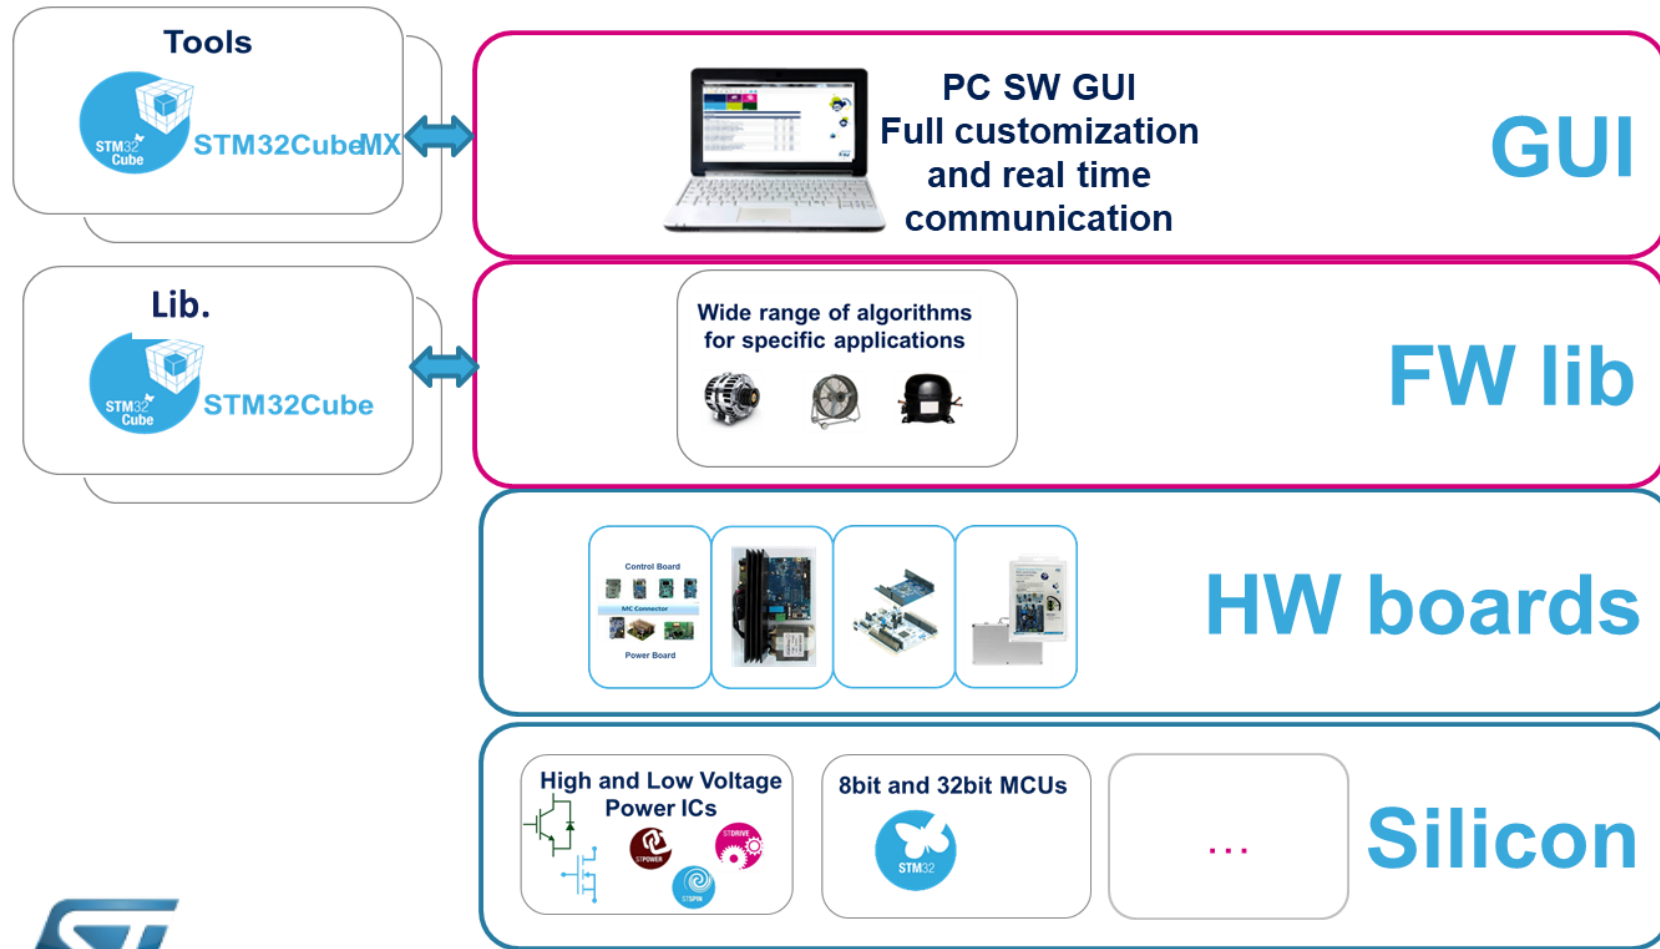 Tools
STM32
Cube
STM32CubeMX
PC SW GUI
Full customization
and real time
communication
GUI
Lib.
STM32
Cube
STM32Cube
Wide range of algorithms
for specific applications
FW lib
Control Board
MC Connector
Power Board
HW boards
High and Low Voltage
Power ICs
STPOWER
STDRIVE
STSPIN
8bit and 32bit MCUs
STM32
...
Silicon
ST